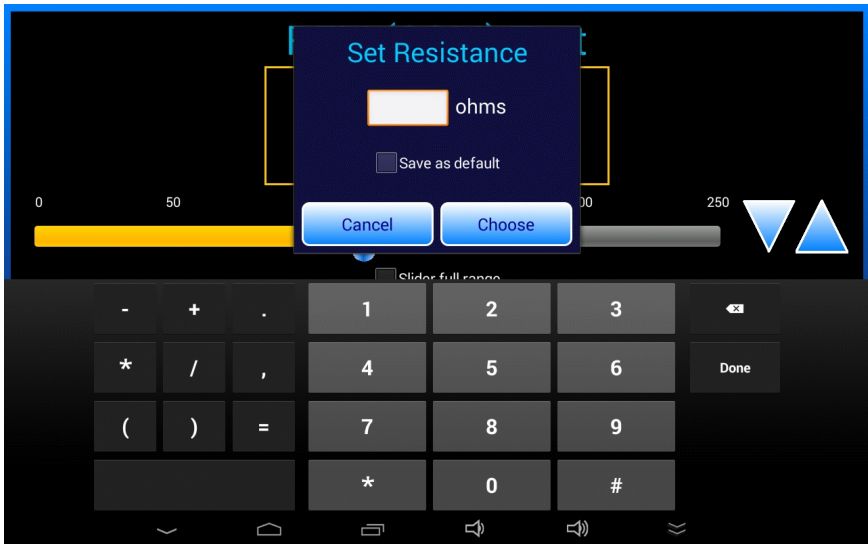 Set Resistance
ohms
Save as default
0 50 250
Cancel Choose
Slider full range
- + . 1 2 3
* / , 4 5 6 Done
( ) = 7 8 9
* 0 #